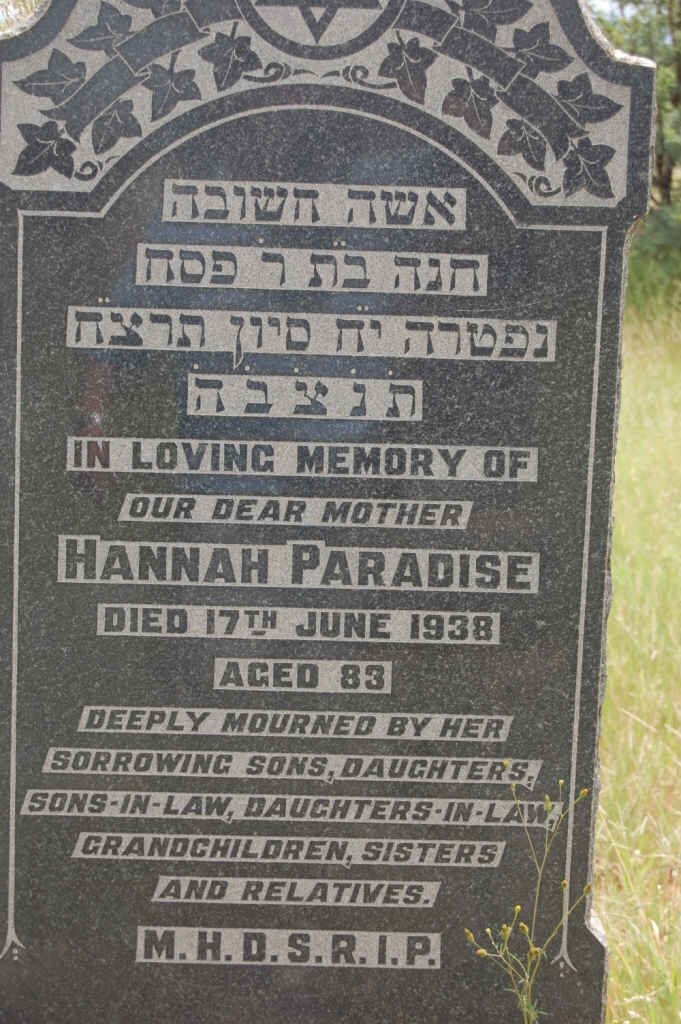 אשה חשובה
חנה בת ר' פסח
נפטרה י"ח סיון תרצ"ח
ת' נ' צ' ב' ה'
IN LOVING MEMORY OF
OUR DEAR MOTHER
HANNAH PARADISE
DIED 17TH JUNE 1938
AGED 83
DEEPLY MOURNED BY HER
SORROWING SONS, DAUGHTERS,
SONS-IN-LAW, DAUGHTERS-IN-LAW,
GRANDCHILDREN, SISTERS
AND RELATIVES.
M.H.D.S.R.I.P.